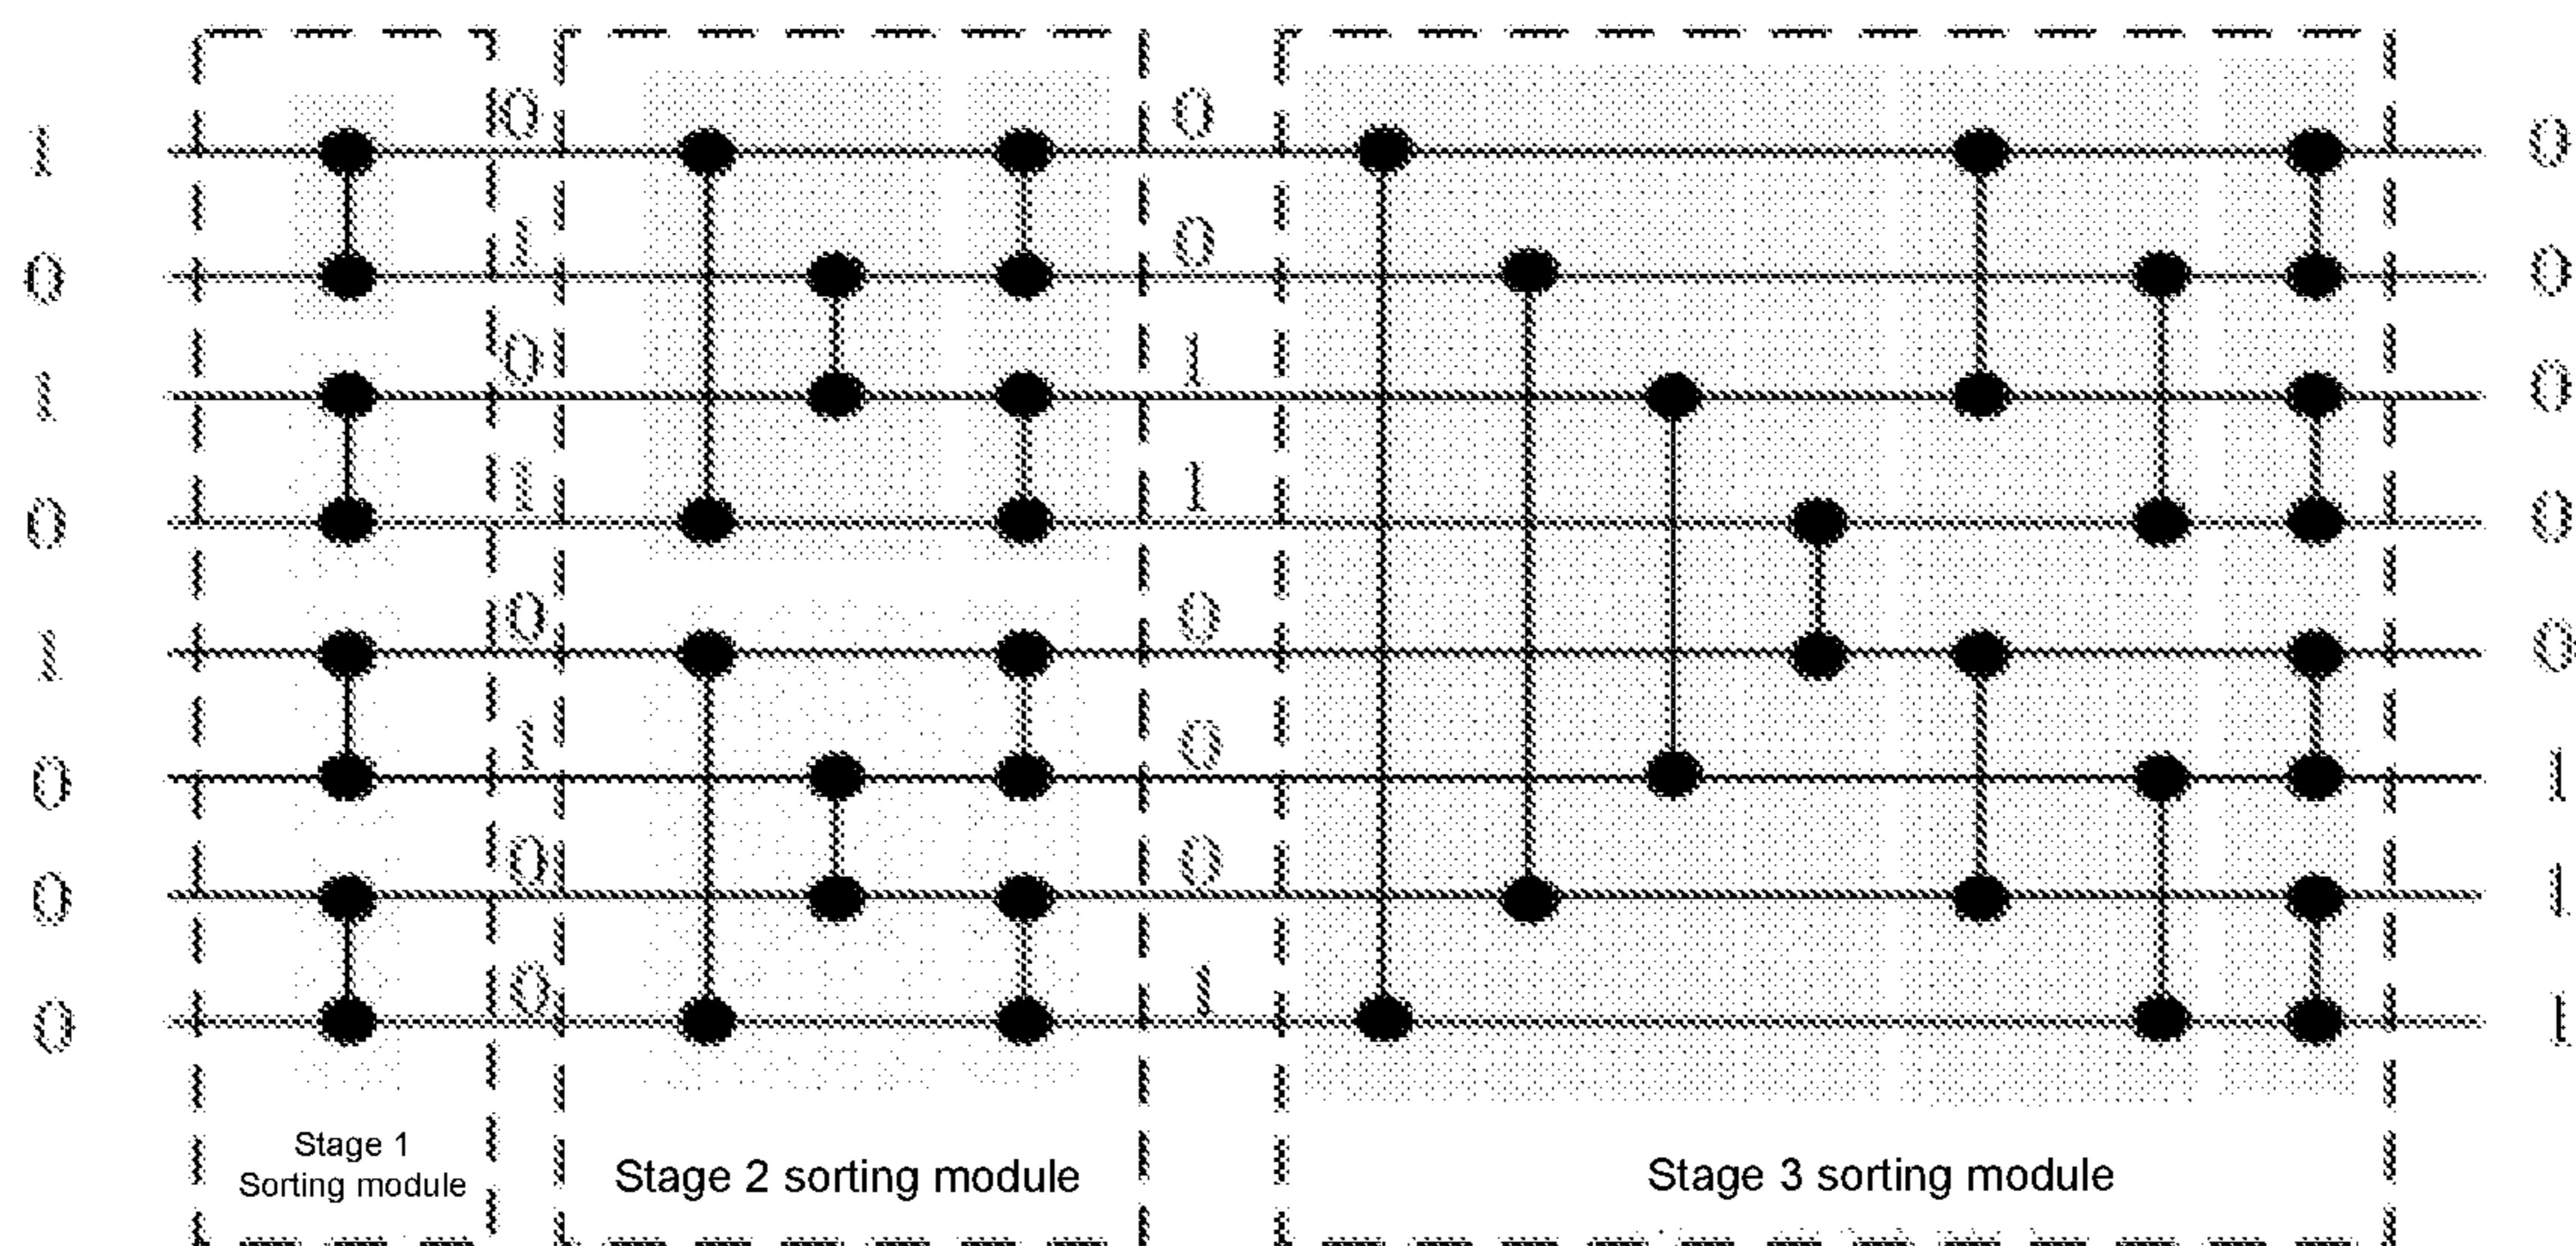 1 0 0 0
0 1 0 0
1 0 1 0
0 1 1 0
1 0 0 0
0 1 0 1
0 0 0 1
0 0 1 1
Stage 1
Sorting module
Stage 2 sorting module
Stage 3 sorting module